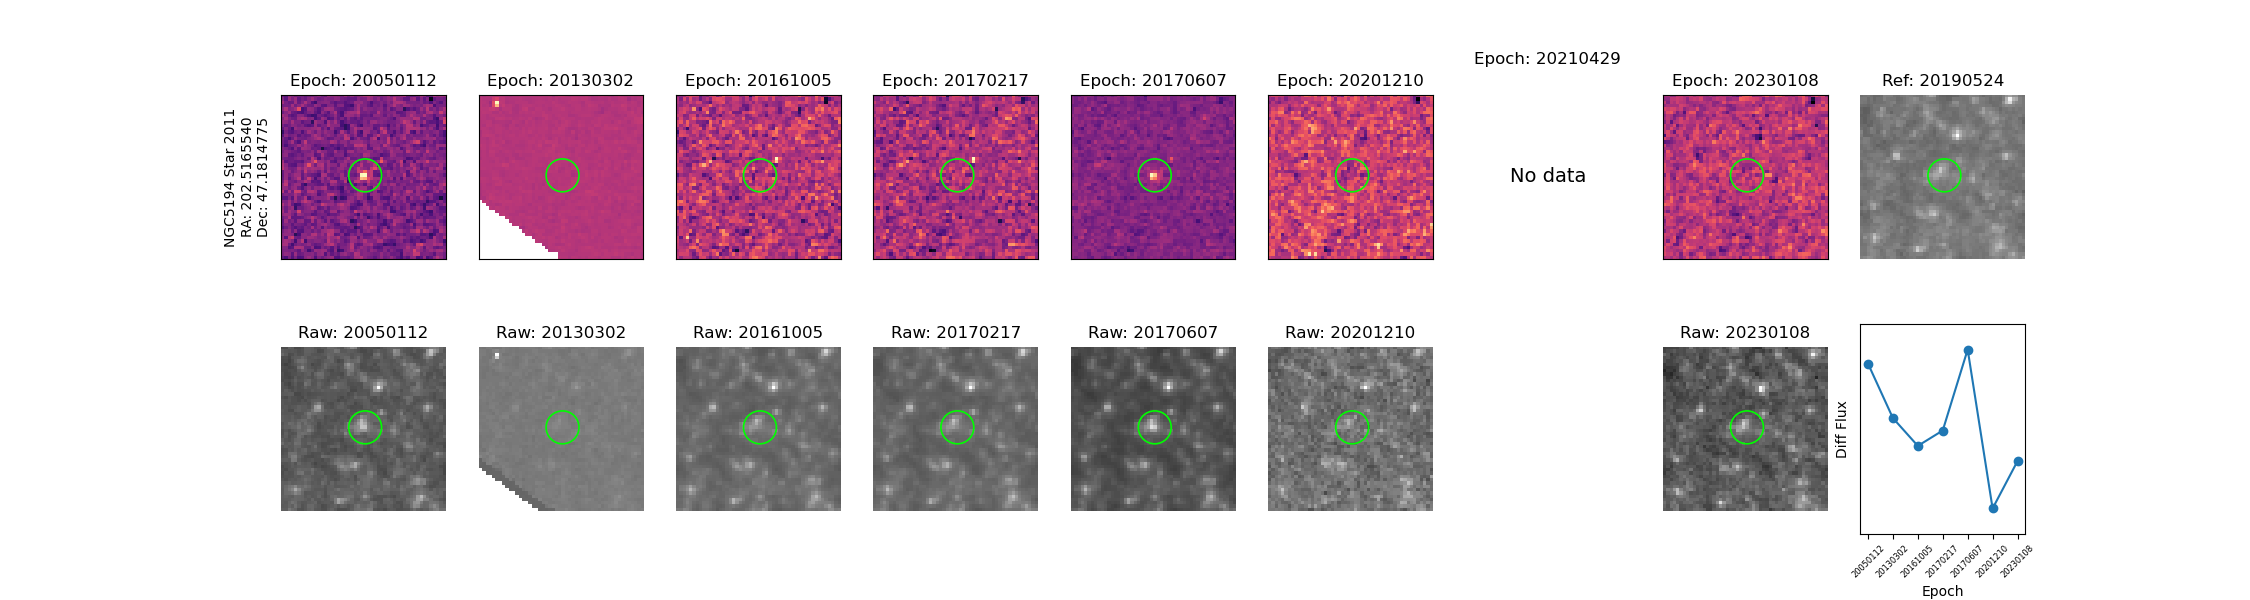 NGC5194 Star 2011
RA: 202.5165540
Dec: 47.1814775
Epoch: 20050112
Epoch: 20130302
Epoch: 20161005
Epoch: 20170217
Epoch: 20170607
Epoch: 20201210
Epoch: 20210429
No data
Epoch: 20230108
Ref: 20190524
Raw: 20050112
Raw: 20130302
Raw: 20161005
Raw: 20170217
Raw: 20170607
Raw: 20201210
Raw: 20230108
Diff Flux
20050112
20130302
20161005
20170217
20170607
20201210
20230108
Epoch